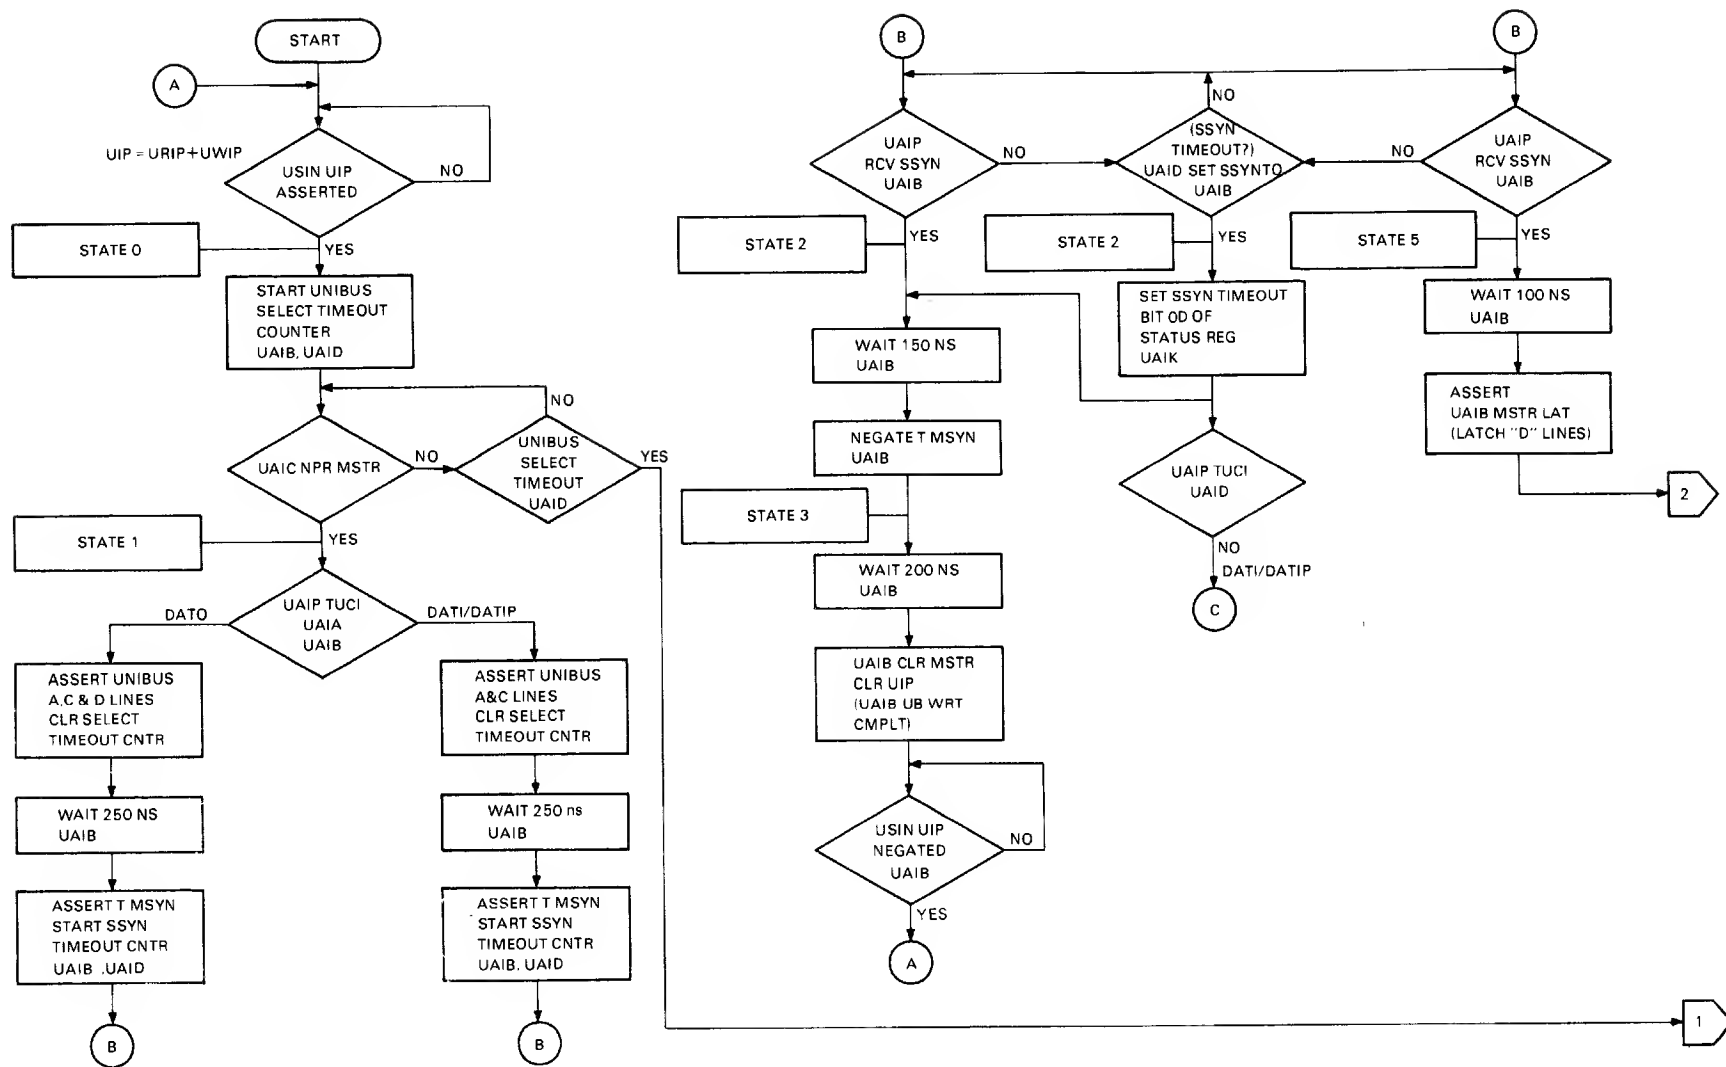 START
A
UIP = URIP+UWIP
USIN UIP
ASSERTED
NO
STATE 0
YES
START UNIBUS
SELECT TIMEOUT
COUNTER
UAIB, UAID
NO
UAIC NPR MSTR
NO
UNIBUS
SELECT
TIMEOUT
UAID
YES
STATE 1
YES
UAIP TUCI
UAIA
UAIB
DATO
DATI/DATIP
ASSERT UNIBUS
A,C & D LINES
CLR SELECT
TIMEOUT CNTR
ASSERT UNIBUS
A&C LINES
CLR SELECT
TIMEOUT CNTR
WAIT 250 NS
UAIB
WAIT 250 ns
UAIB
ASSERT T MSYN
START SSYN
TIMEOUT CNTR
UAIB ,UAID
ASSERT T MSYN
START SSYN
TIMEOUT CNTR
UAIB, UAID
B
B
B
B
NO
UAIP
RCV SSYN
UAIB
NO
(SSYN
TIMEOUT?)
UAID SET SSYNTO
UAIB
NO
UAIP
RCV SSYN
UAIB
STATE 2
YES
STATE 2
YES
STATE 5
YES
WAIT 150 NS
UAIB
SET SSYN TIMEOUT
BIT 0D OF
STATUS REG
UAIK
WAIT 100 NS
UAIB
ASSERT
UAIB MSTR LAT
(LATCH "D" LINES)
NEGATE T MSYN
UAIB
UAIP TUCI
UAID
2
STATE 3
NO
DATI/DATIP
C
WAIT 200 NS
UAIB
UAIB CLR MSTR
CLR UIP
(UAIB UB WRT
CMPLT)
USIN UIP
NEGATED
UAIB
NO
YES
A
1